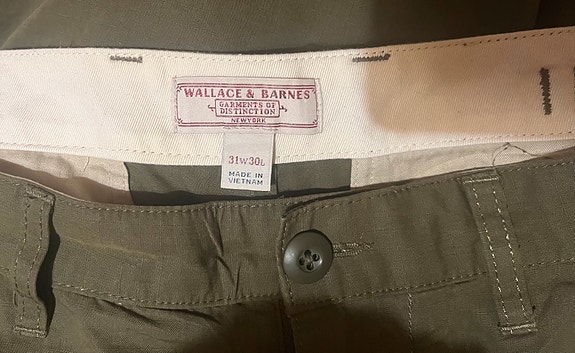 WALLACE & BARNES
GARMENTS OF
DISTINCTION
NEW YORK
31W30L
MADE IN
VIETNAM